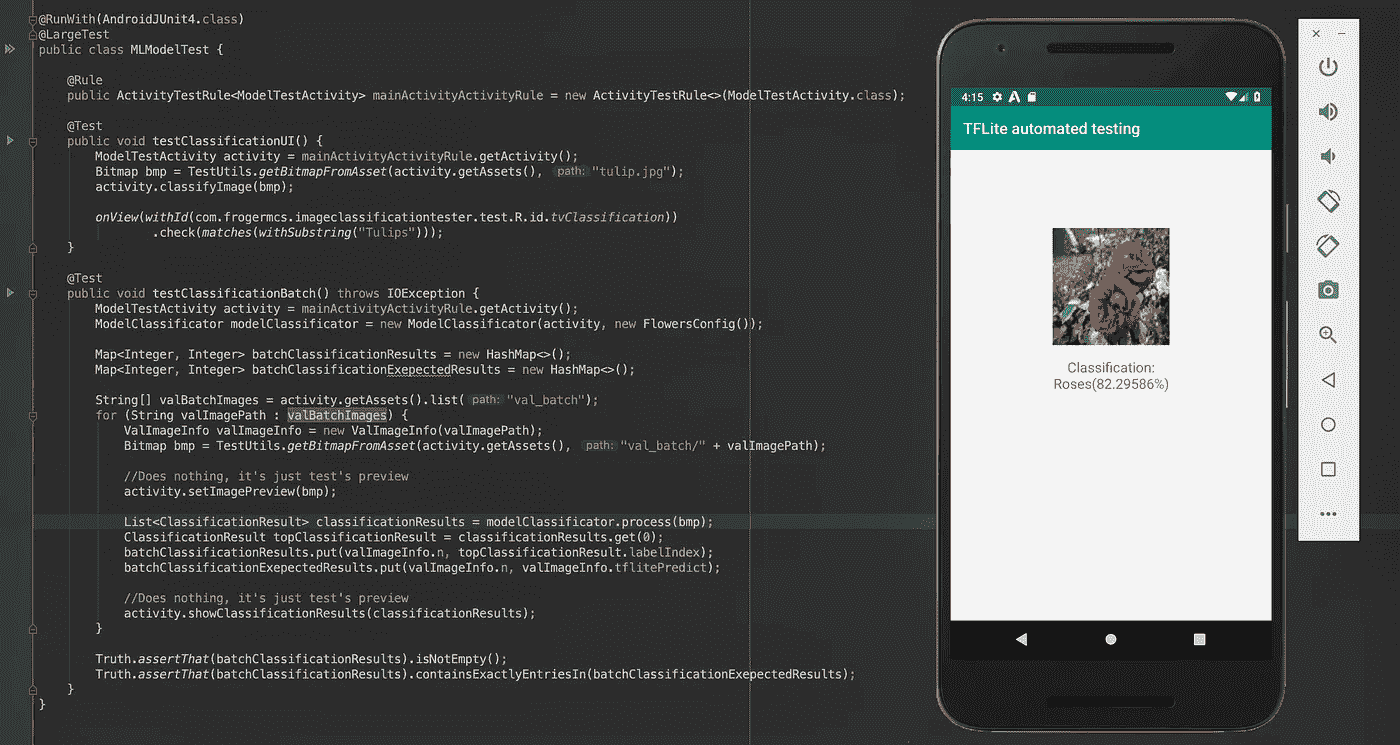 @RunWith(AndroidJUnit4.class)
@LargeTest
public class MLModelTest {
@Rule
public ActivityTestRule<ModelTestActivity> mainActivityActivityRule = new ActivityTestRule<>(ModelTestActivity.class);
@Test
public void testClassificationUI() {
ModelTestActivity activity = mainActivityActivityRule.getActivity();
Bitmap bmp = TestUtils.getBitmapFromAsset(activity.getAssets(), path: "tulip.jpg");
activity.classifyImage(bmp);
onView(withId(com.frogermcs.imageclassificationtester.test.R.id.tvClassification))
.check(matches(withSubstring("Tulips")));
}
@Test
public void testClassificationBatch() throws IOException {
ModelTestActivity activity = mainActivityActivityRule.getActivity();
ModelClassificator modelClassificator = new ModelClassificator(activity, new FlowersConfig());
Map<Integer, Integer> batchClassificationResults = new HashMap<>();
Map<Integer, Integer> batchClassificationExepectedResults = new HashMap<>();
String[] valBatchImages = activity.getAssets().list( path: "val_batch");
for (String valImagePath : valBatchImages) {
ValImageInfo valImageInfo = new ValImageInfo(valImagePath);
Bitmap bmp = TestUtils.getBitmapFromAsset(activity.getAssets(), path: "val_batch/" + valImagePath);
//Does nothing, it's just test's preview
activity.setImagePreview(bmp);
List<ClassificationResult> classificationResults = modelClassificator.process(bmp);
ClassificationResult topClassificationResult = classificationResults.get(0);
batchClassificationResults.put(valImageInfo.n, topClassificationResult.labelIndex);
batchClassificationExepectedResults.put(valImageInfo.n, valImageInfo.tflitePredict);
//Does nothing, it's just test's preview
activity.showClassificationResults(classificationResults);
}
Truth.assertThat(batchClassificationResults).isNotEmpty();
Truth.assertThat(batchClassificationResults).containsExactlyEntriesIn(batchClassificationExepectedResults);
}
}
4:15
TFLite automated testing
Classification:
Roses(82.29586%)